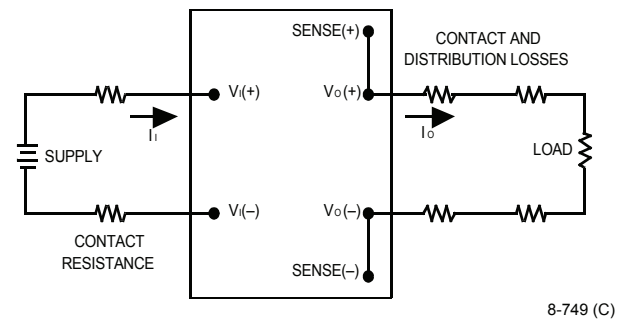 SENSE(+)
CONTACT AND
DISTRIBUTION LOSSES
VI(+)
VO(+)
II
IO
SUPPLY
LOAD
VI(–)
VO(–)
CONTACT
RESISTANCE
SENSE(–)
8-749 (C)